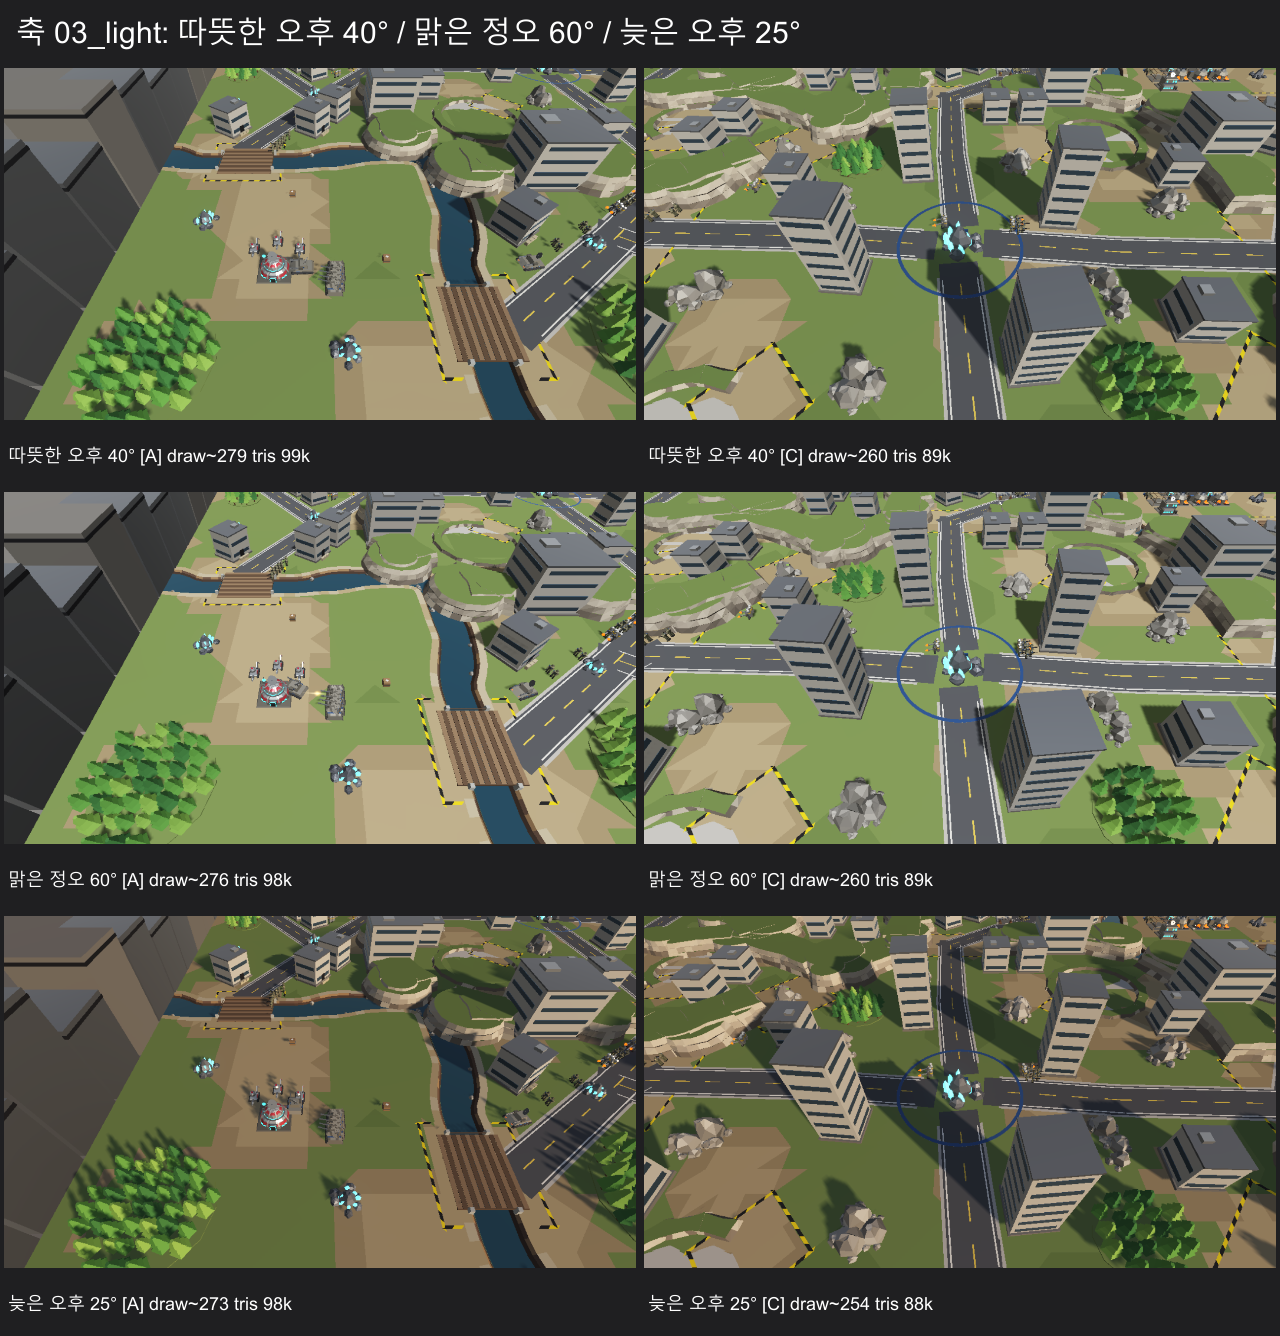 축 03_light: 따뜻한 오후 40° / 맑은 정오 60° / 늦은 오후 25°
따뜻한 오후 40° [A] draw~279 tris 99k
따뜻한 오후 40° [C] draw~260 tris 89k
맑은 정오 60° [A] draw~276 tris 98k
맑은 정오 60° [C] draw~260 tris 89k
늦은 오후 25° [A] draw~273 tris 98k
늦은 오후 25° [C] draw~254 tris 88k